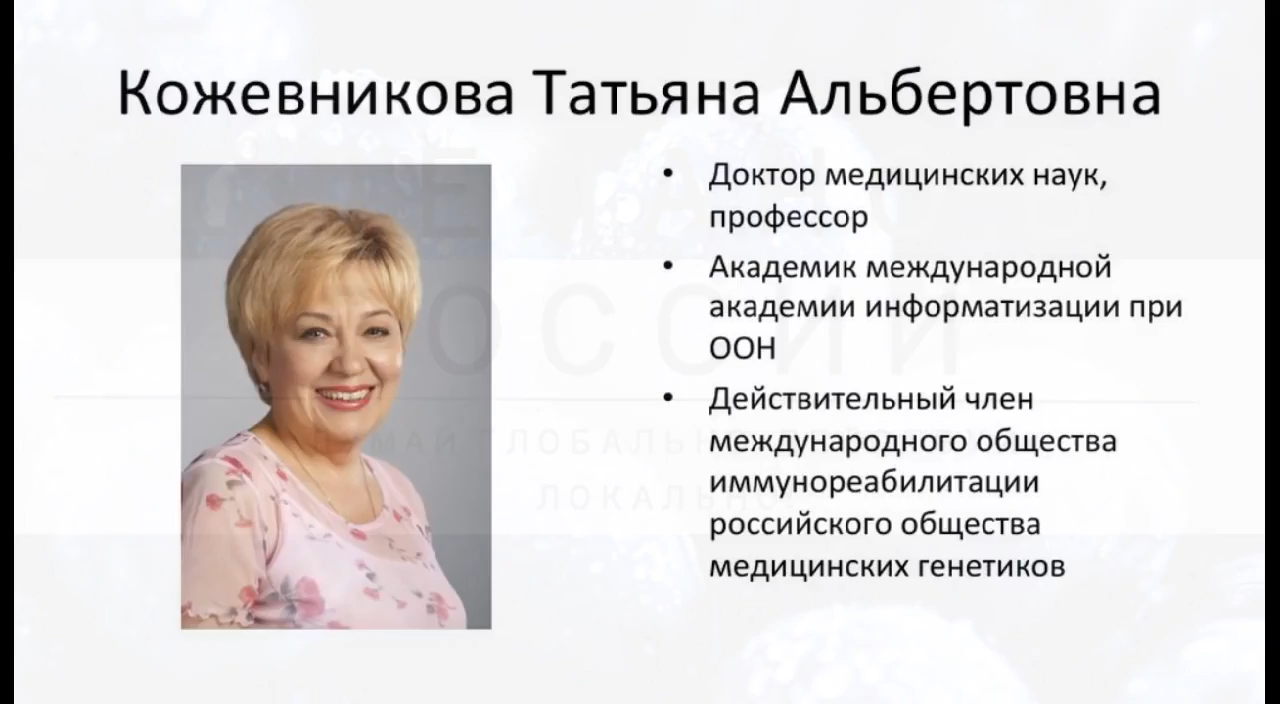 Кожевникова Татьяна Альбертовна
• Доктор медицинских наук,
профессор
• Академик международной
академии информатизации при
ООН
• Действительный член
международного общества
иммунореабилитации
российского общества
медицинских генетиков
ЛОКАЛЬНО